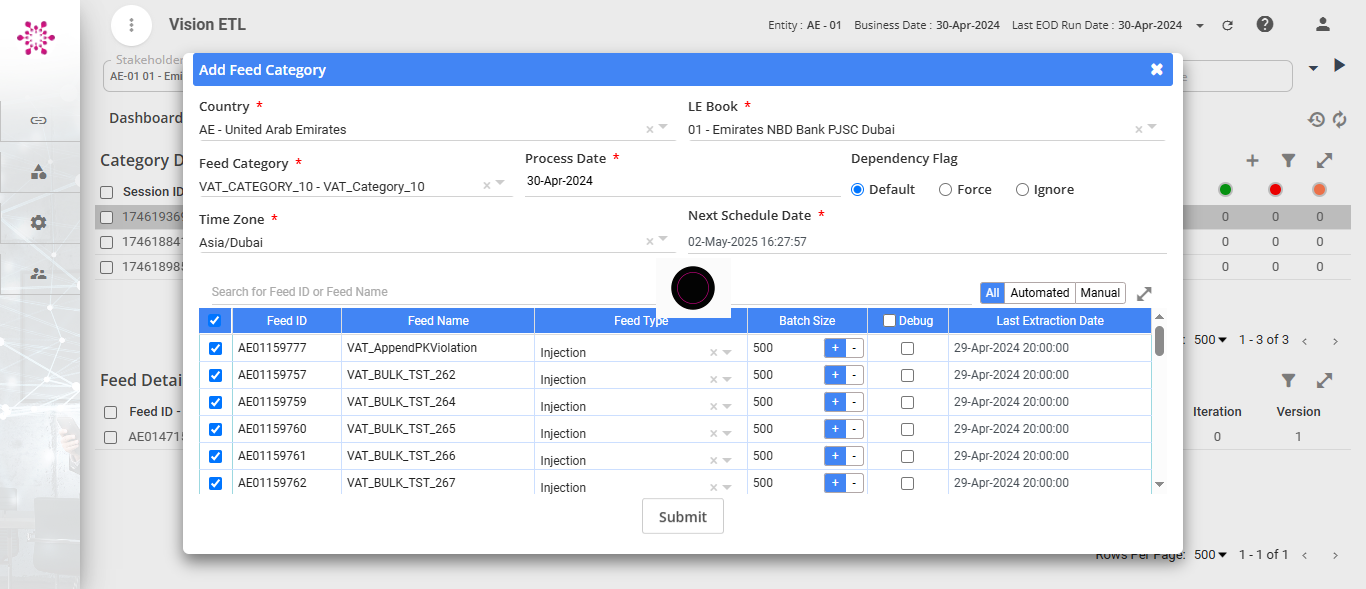 Vision ETL
Entity : AE - 01 Business Date : 30-Apr-2024 Last EOD Run Date : 30-Apr-2024
Stakeholder
AE-01 01 - Emi
Add Feed Category
Country *
AE - United Arab Emirates
LE Book *
01 - Emirates NBD Bank PJSC Dubai
Feed Category *
VAT_CATEGORY_10 - VAT_Category_10
Process Date *
30-Apr-2024
Dependency Flag
Default Force Ignore
Time Zone *
Asia/Dubai
Next Schedule Date *
02-May-2025 16:27:57
Search for Feed ID or Feed Name
All Automated Manual
Feed ID Feed Name Feed Type Batch Size Debug Last Extraction Date
AE01159777 VAT_AppendPKViolation Injection 500 + - 29-Apr-2024 20:00:00
AE01159757 VAT_BULK_TST_262 Injection 500 + - 29-Apr-2024 20:00:00
AE01159759 VAT_BULK_TST_264 Injection 500 + - 29-Apr-2024 20:00:00
AE01159760 VAT_BULK_TST_265 Injection 500 + - 29-Apr-2024 20:00:00
AE01159761 VAT_BULK_TST_266 Injection 500 + - 29-Apr-2024 20:00:00
AE01159762 VAT_BULK_TST_267 Injection 500 + - 29-Apr-2024 20:00:00
Submit
Dashboard
Category D
Session ID
174619369 0 0 0
174618841 0 0 0
174618985 0 0 0
500 1 - 3 of 3
Feed Detai
Feed ID - Iteration Version
AE01471 0 1
Rows Per Page: 500 1 - 1 of 1